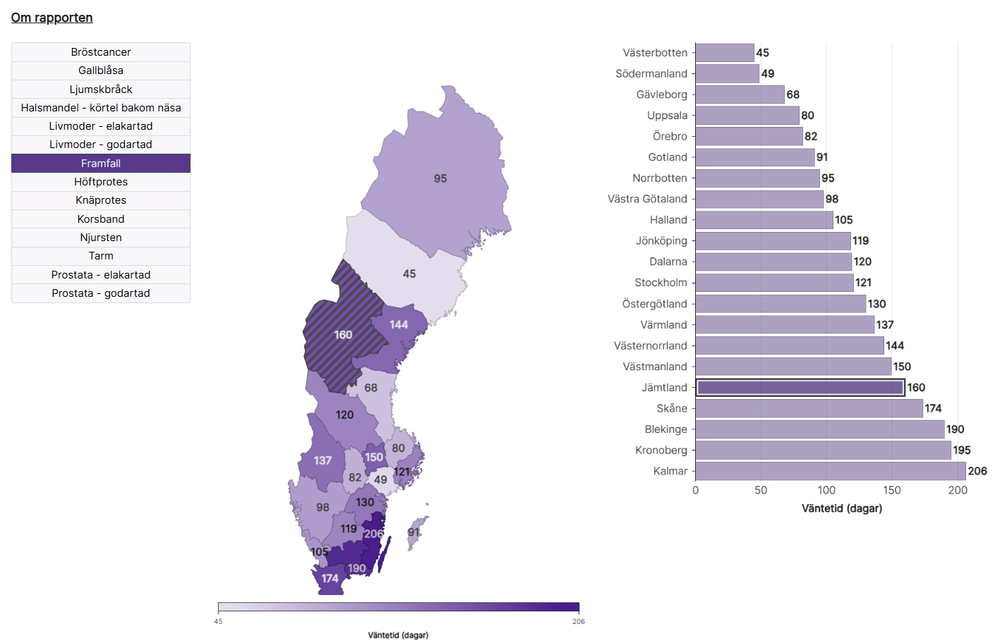 Om rapporten
Bröstcancer
Gallblåsa
Ljumskbråck
Halsmandel - körtel bakom näsa
Livmoder - elakartad
Livmoder - godartad
Framfall
Höftprotes
Knäprotes
Korsband
Njursten
Tarm
Prostata - elakartad
Prostata - godartad
95
45
144
160
68
120
80
150
137
121
82
49
130
98
119
206
91
105
190
174
45
206
Väntetid (dagar)
Västerbotten 45
Södermanland 49
Gävleborg 68
Uppsala 80
Örebro 82
Gotland 91
Norrbotten 95
Västra Götaland 98
Halland 105
Jönköping 119
Dalarna 120
Stockholm 121
Östergötland 130
Värmland 137
Västernorrland 144
Västmanland 150
Jämtland 160
Skåne 174
Blekinge 190
Kronoberg 195
Kalmar 206
0 50 100 150 200
Väntetid (dagar)